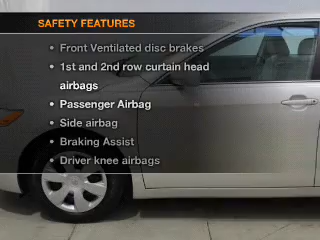 SAFETY FEATURES
• Front Ventilated disc brakes
• 1st and 2nd row curtain head
airbags
• Passenger Airbag
• Side airbag
• Braking Assist
• Driver knee airbags